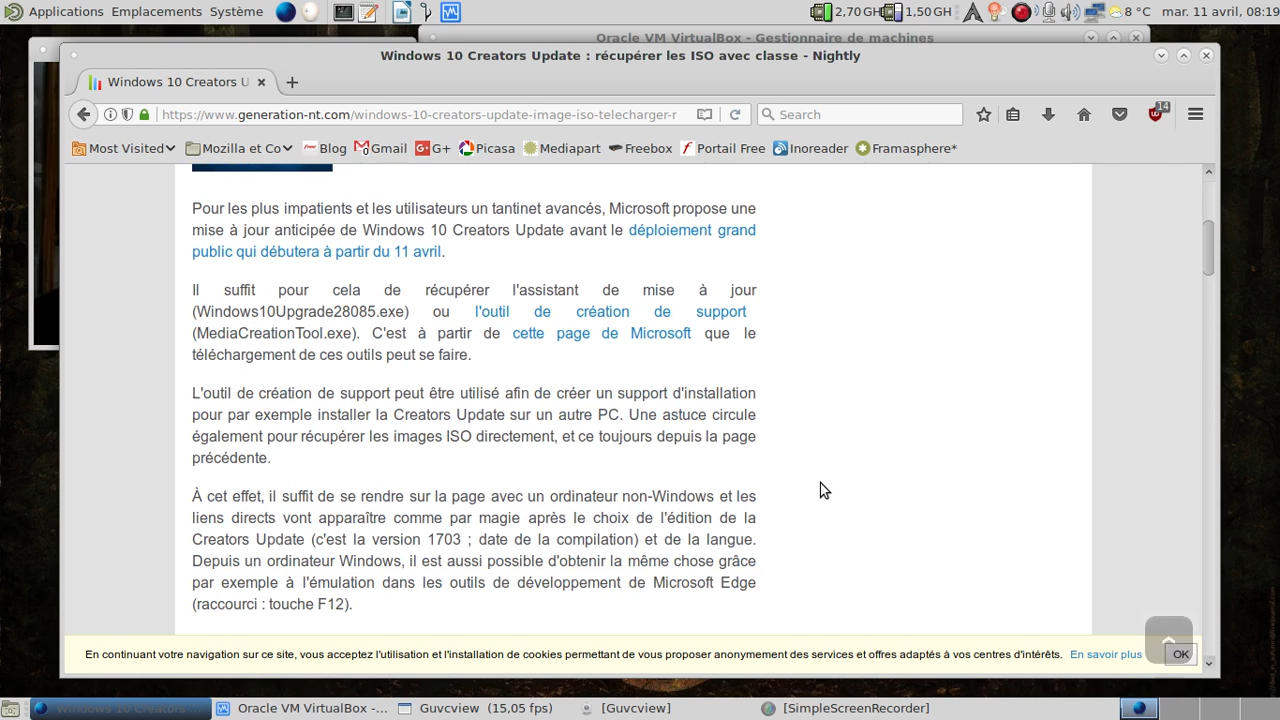 Applications Emplacements Système 2,70 GH 1,50 GH 8 °C mar. 11 avril, 08:19
Oracle VM VirtualBox - Gestionnaire de machines
Windows 10 Creators Update : récupérer les ISO avec classe - Nightly
Windows 10 Creators U
https://www.generation-nt.com/windows-10-creators-update-image-iso-telecharger-r Search 14
Most Visited Mozilla et Co Blog Gmail G+ Picasa Mediapart Freebox Portail Free Inoreader Framasphere*
Pour les plus impatients et les utilisateurs un tantinet avancés, Microsoft propose une
mise à jour anticipée de Windows 10 Creators Update avant le déploiement grand
public qui débutera à partir du 11 avril.
Il suffit pour cela de récupérer l'assistant de mise à jour
(Windows10Upgrade28085.exe) ou l'outil de création de support
(MediaCreationTool.exe). C'est à partir de cette page de Microsoft que le
téléchargement de ces outils peut se faire.
L'outil de création de support peut être utilisé afin de créer un support d'installation
pour par exemple installer la Creators Update sur un autre PC. Une astuce circule
également pour récupérer les images ISO directement, et ce toujours depuis la page
précédente.
À cet effet, il suffit de se rendre sur la page avec un ordinateur non-Windows et les
liens directs vont apparaître comme par magie après le choix de l'édition de la
Creators Update (c'est la version 1703 ; date de la compilation) et de la langue.
Depuis un ordinateur Windows, il est aussi possible d'obtenir la même chose grâce
par exemple à l'émulation dans les outils de développement de Microsoft Edge
(raccourci : touche F12).
En continuant votre navigation sur ce site, vous acceptez l'utilisation et l'installation de cookies permettant de vous proposer anonymement des services et offres adaptés à vos centres d'intérêts. En savoir plus OK
Windows 10 Creators ... Oracle VM VirtualBox -... Guvcview (15,05 fps) [Guvcview] [SimpleScreenRecorder]